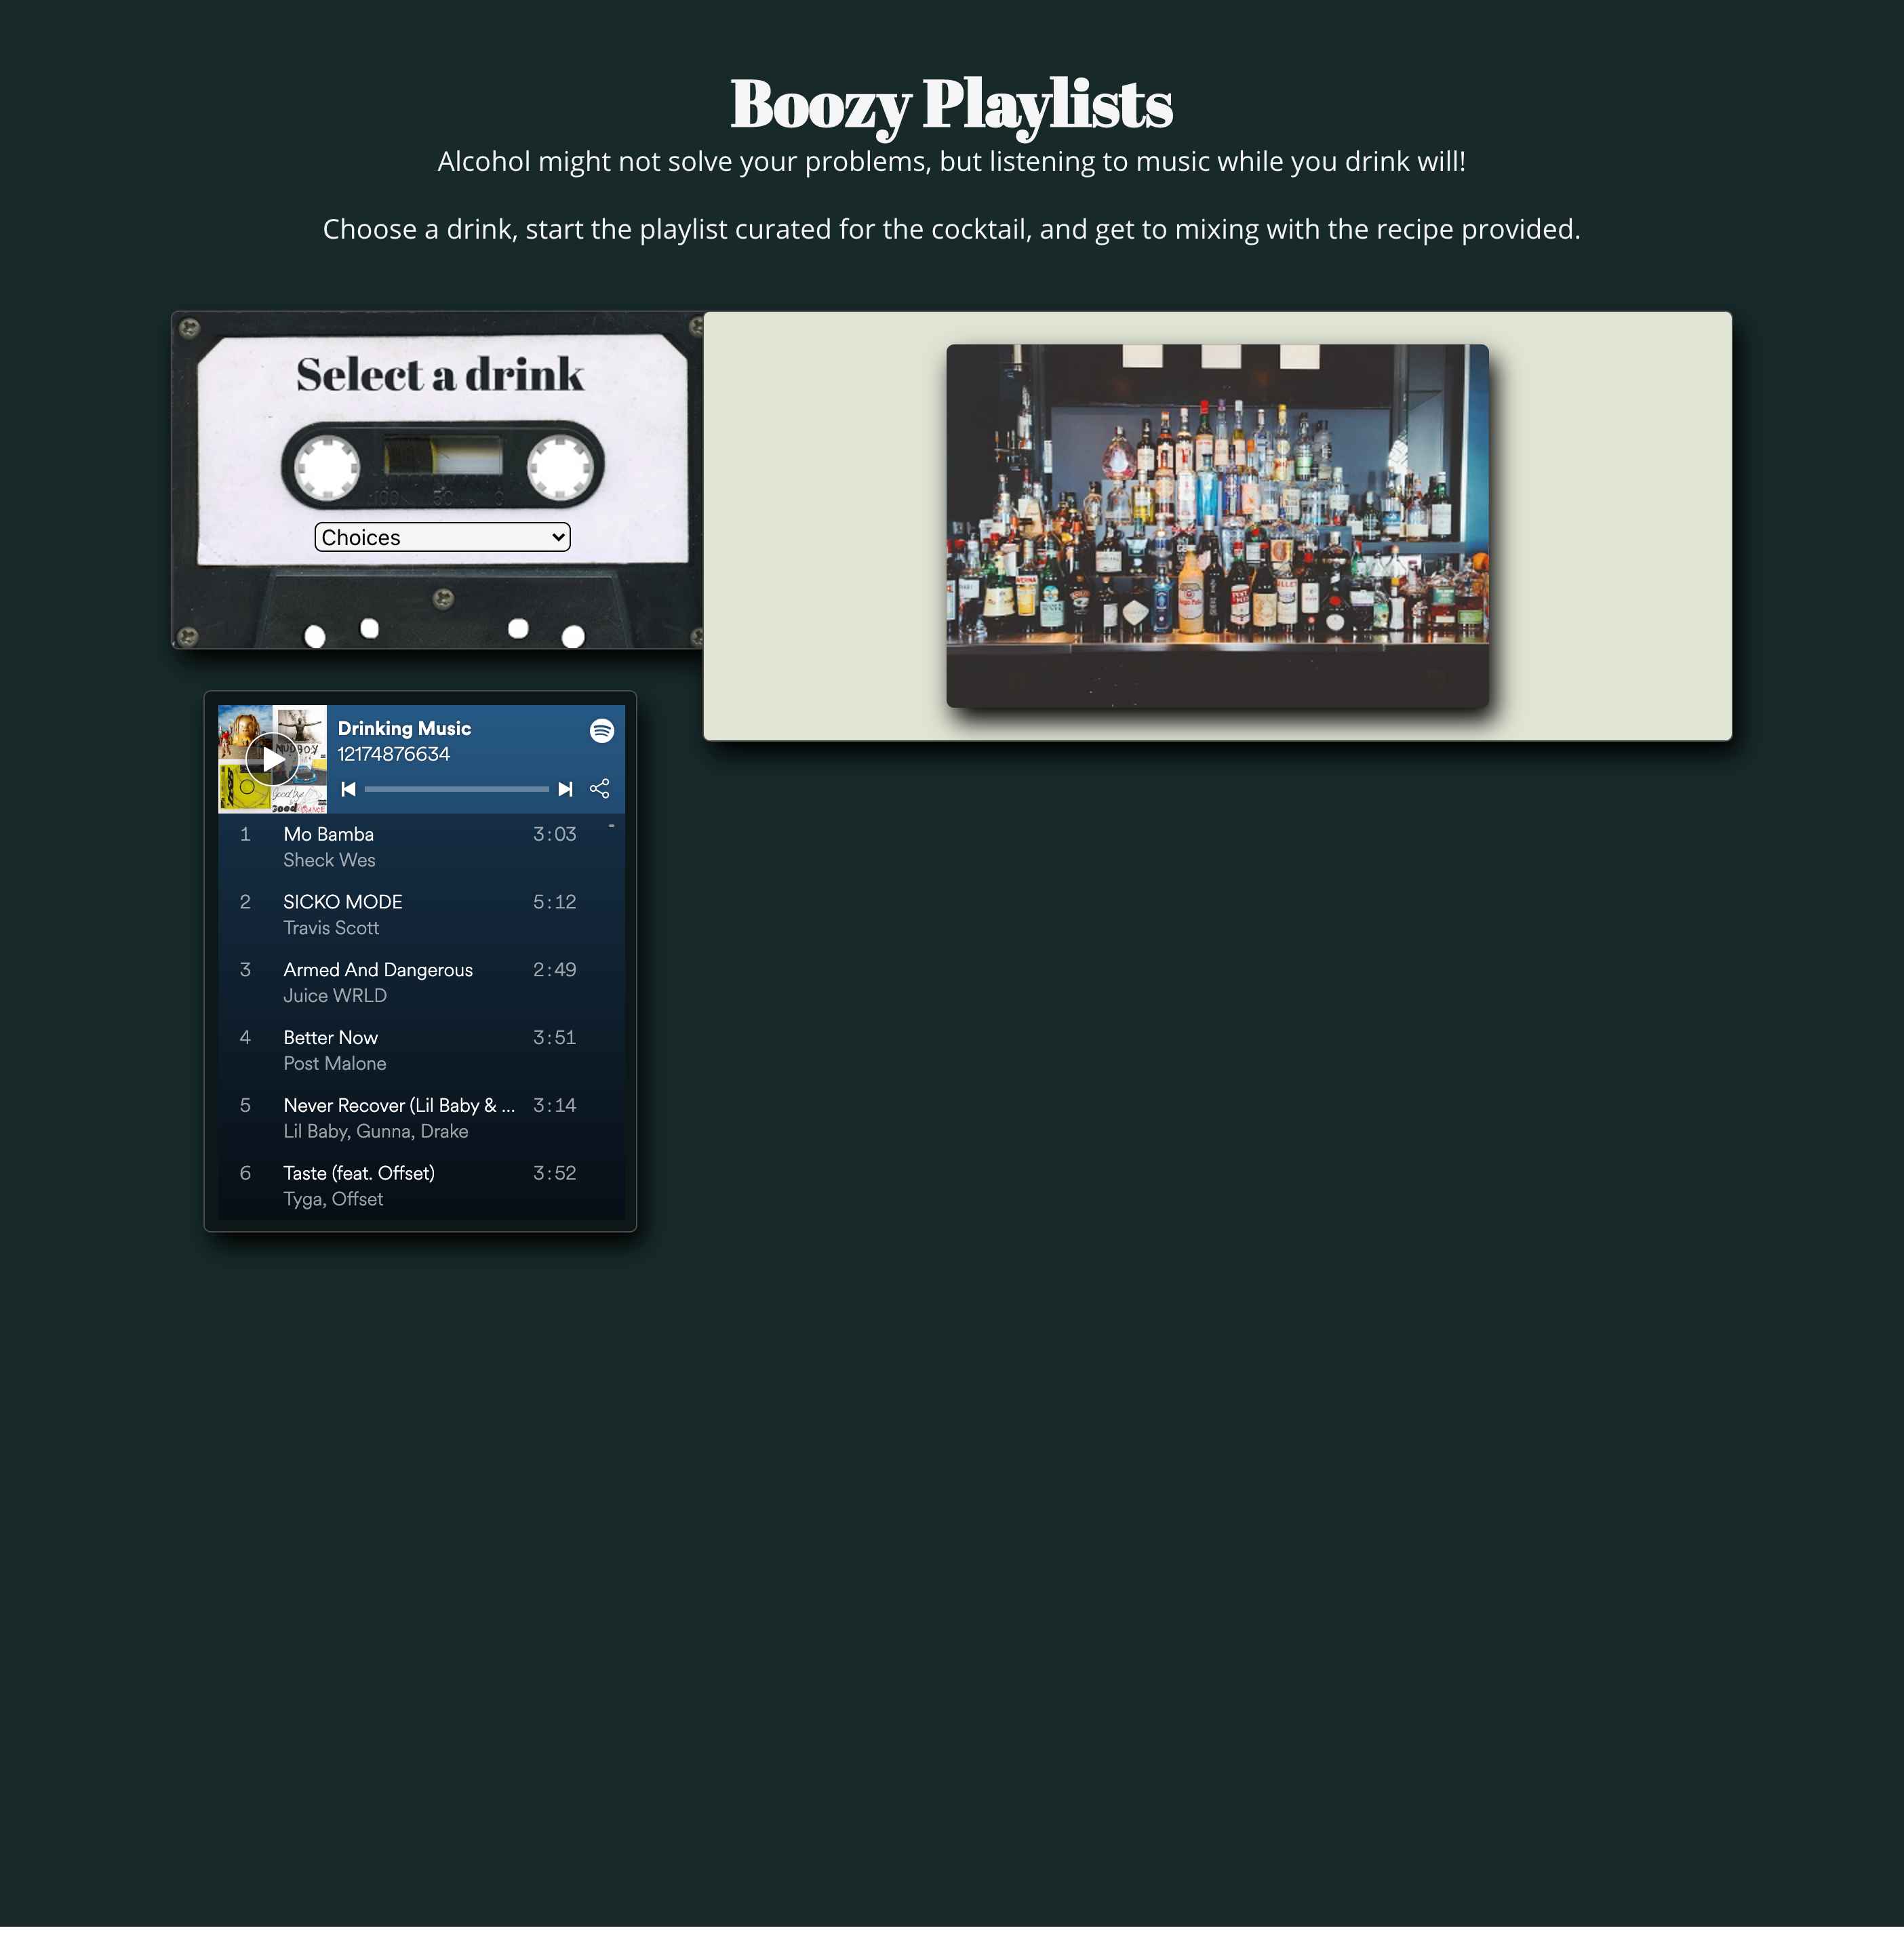 Boozy Playlists
Alcohol might not solve your problems, but listening to music while you drink will!
Choose a drink, start the playlist curated for the cocktail, and get to mixing with the recipe provided.
Select a drink
100 50 0
Choices
Drinking Music
12174876634
1 Mo Bamba 3:03
Sheck Wes
2 SICKO MODE 5:12
Travis Scott
3 Armed And Dangerous 2:49
Juice WRLD
4 Better Now 3:51
Post Malone
5 Never Recover (Lil Baby & ... 3:14
Lil Baby, Gunna, Drake
6 Taste (feat. Offset) 3:52
Tyga, Offset